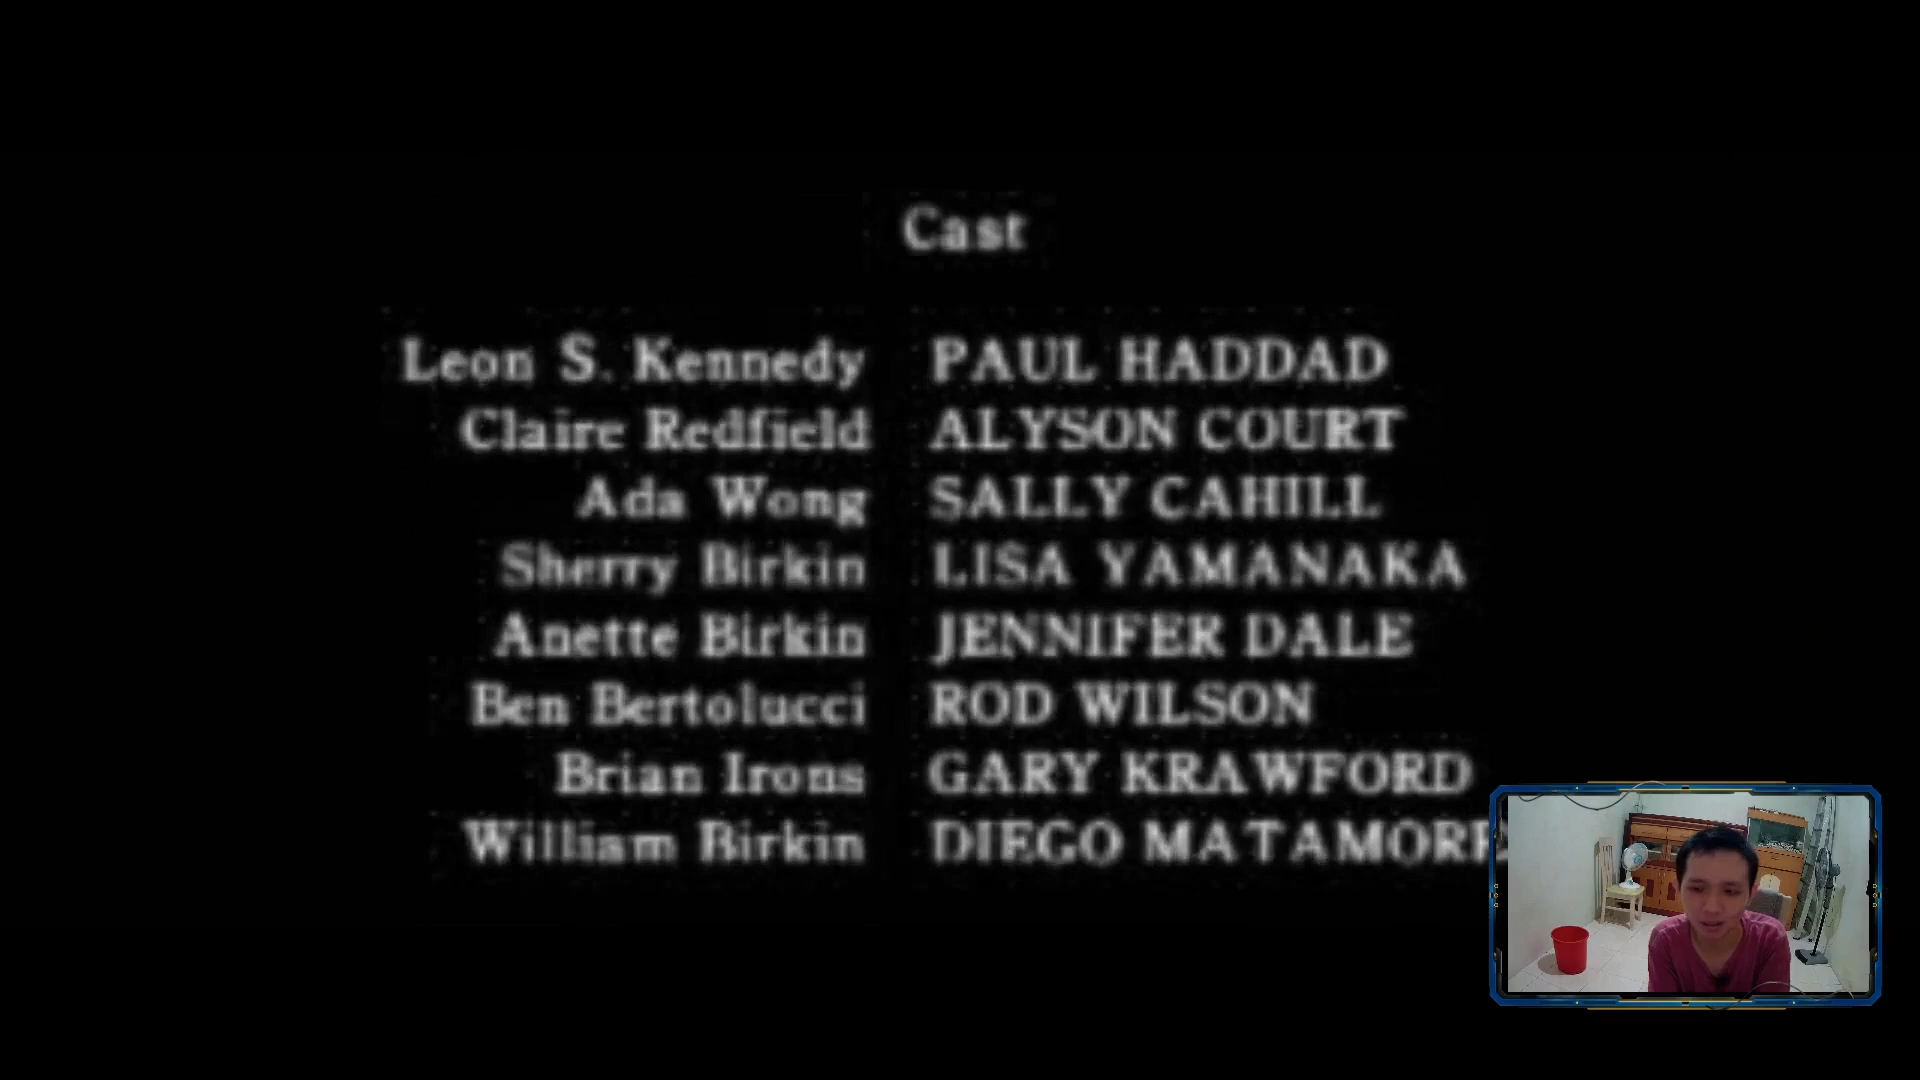 Cast
Leon S. Kennedy PAUL HADDAD
Claire Redfield ALYSON COURT
Ada Wong SALLY CAHILL
Sherry Birkin LISA YAMANAKA
Anette Birkin JENNIFER DALE
Ben Bertolucci ROD WILSON
Brian Irons GARY KRAWFORD
William Birkin DIEGO